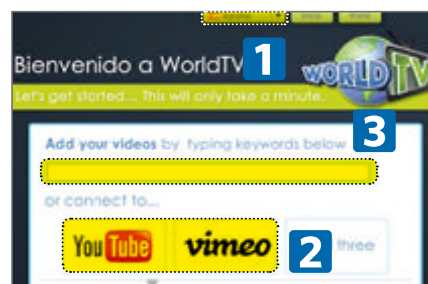 Bienvenido a WorldTV
1
WORLD TV
Let's get started... This will only take a minute.
3
Add your videos by typing keywords below
or connect to...
YouTube vimeo 2 three